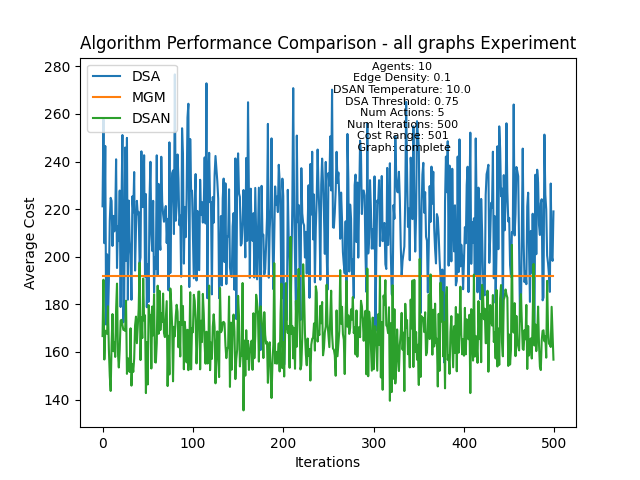 Algorithm Performance Comparison - all graphs Experiment
DSA
MGM
DSAN
Agents: 10
Edge Density: 0.1
DSAN Temperature: 10.0
DSA Threshold: 0.75
Num Actions: 5
Num Iterations: 500
Cost Range: 501
Graph: complete
Average Cost
280
260
240
220
200
180
160
140
0
100
200
300
400
500
Iterations